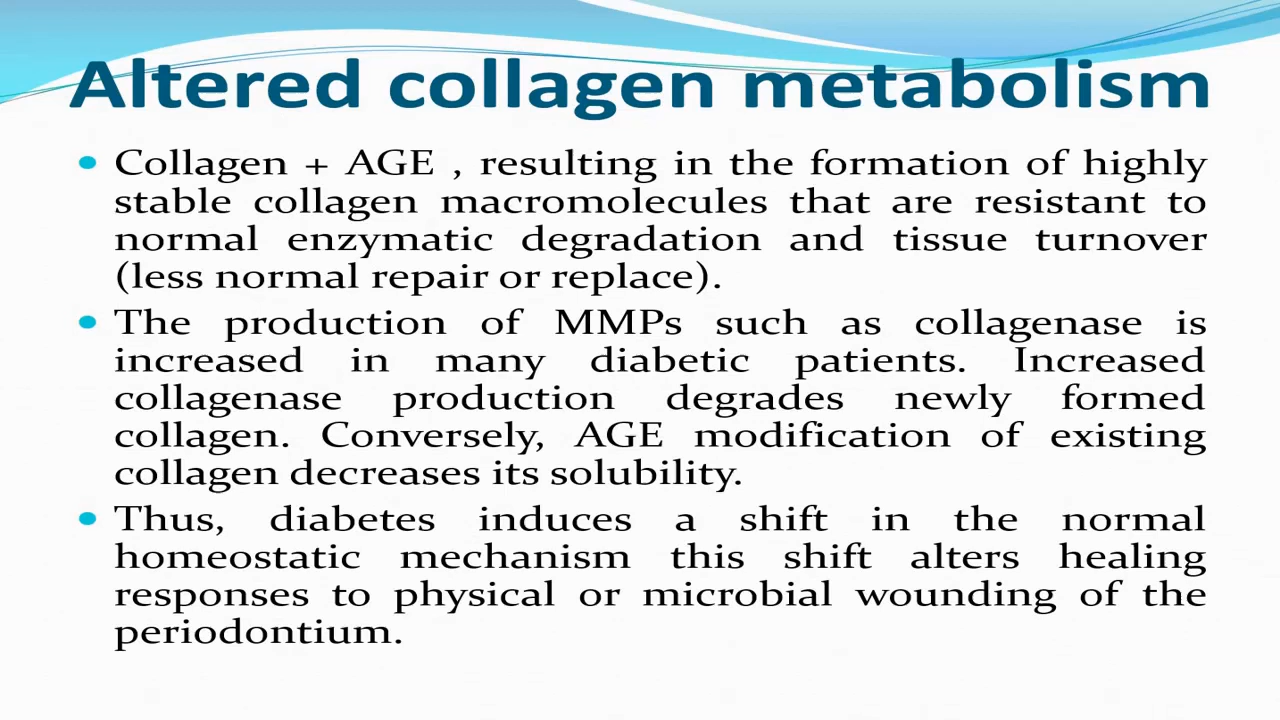 Altered collagen metabolism
• Collagen + AGE , resulting in the formation of highly
stable collagen macromolecules that are resistant to
normal enzymatic degradation and tissue turnover
(less normal repair or replace).
• The production of MMPs such as collagenase is
increased in many diabetic patients. Increased
collagenase production degrades newly formed
collagen. Conversely, AGE modification of existing
collagen decreases its solubility.
• Thus, diabetes induces a shift in the normal
homeostatic mechanism this shift alters healing
responses to physical or microbial wounding of the
periodontium.